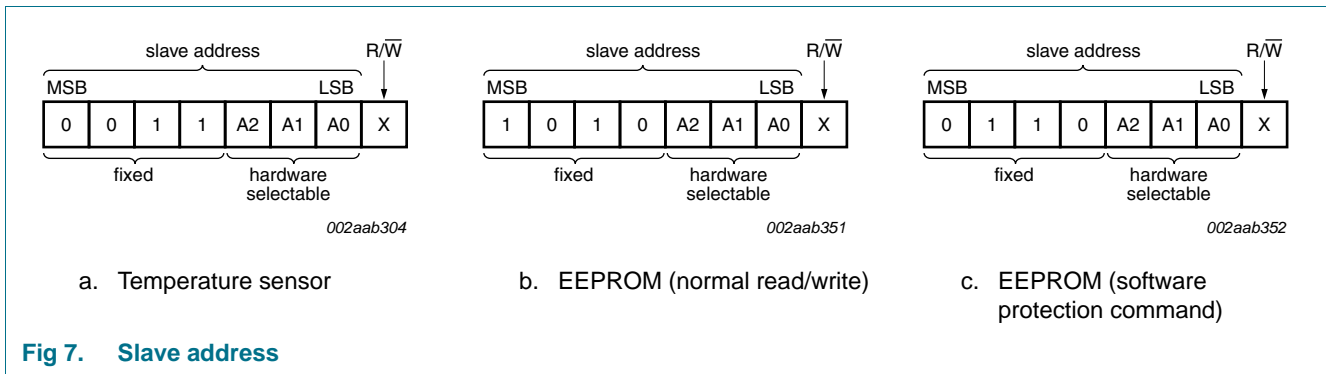 slave address R/W̅
MSB LSB
0 0 1 1 A2 A1 A0 X
fixed hardware
selectable
002aab304
a. Temperature sensor
slave address R/W̅
MSB LSB
1 0 1 0 A2 A1 A0 X
fixed hardware
selectable
002aab351
b. EEPROM (normal read/write)
slave address R/W̅
MSB LSB
0 1 1 0 A2 A1 A0 X
fixed hardware
selectable
002aab352
c. EEPROM (software
protection command)
Fig 7. Slave address